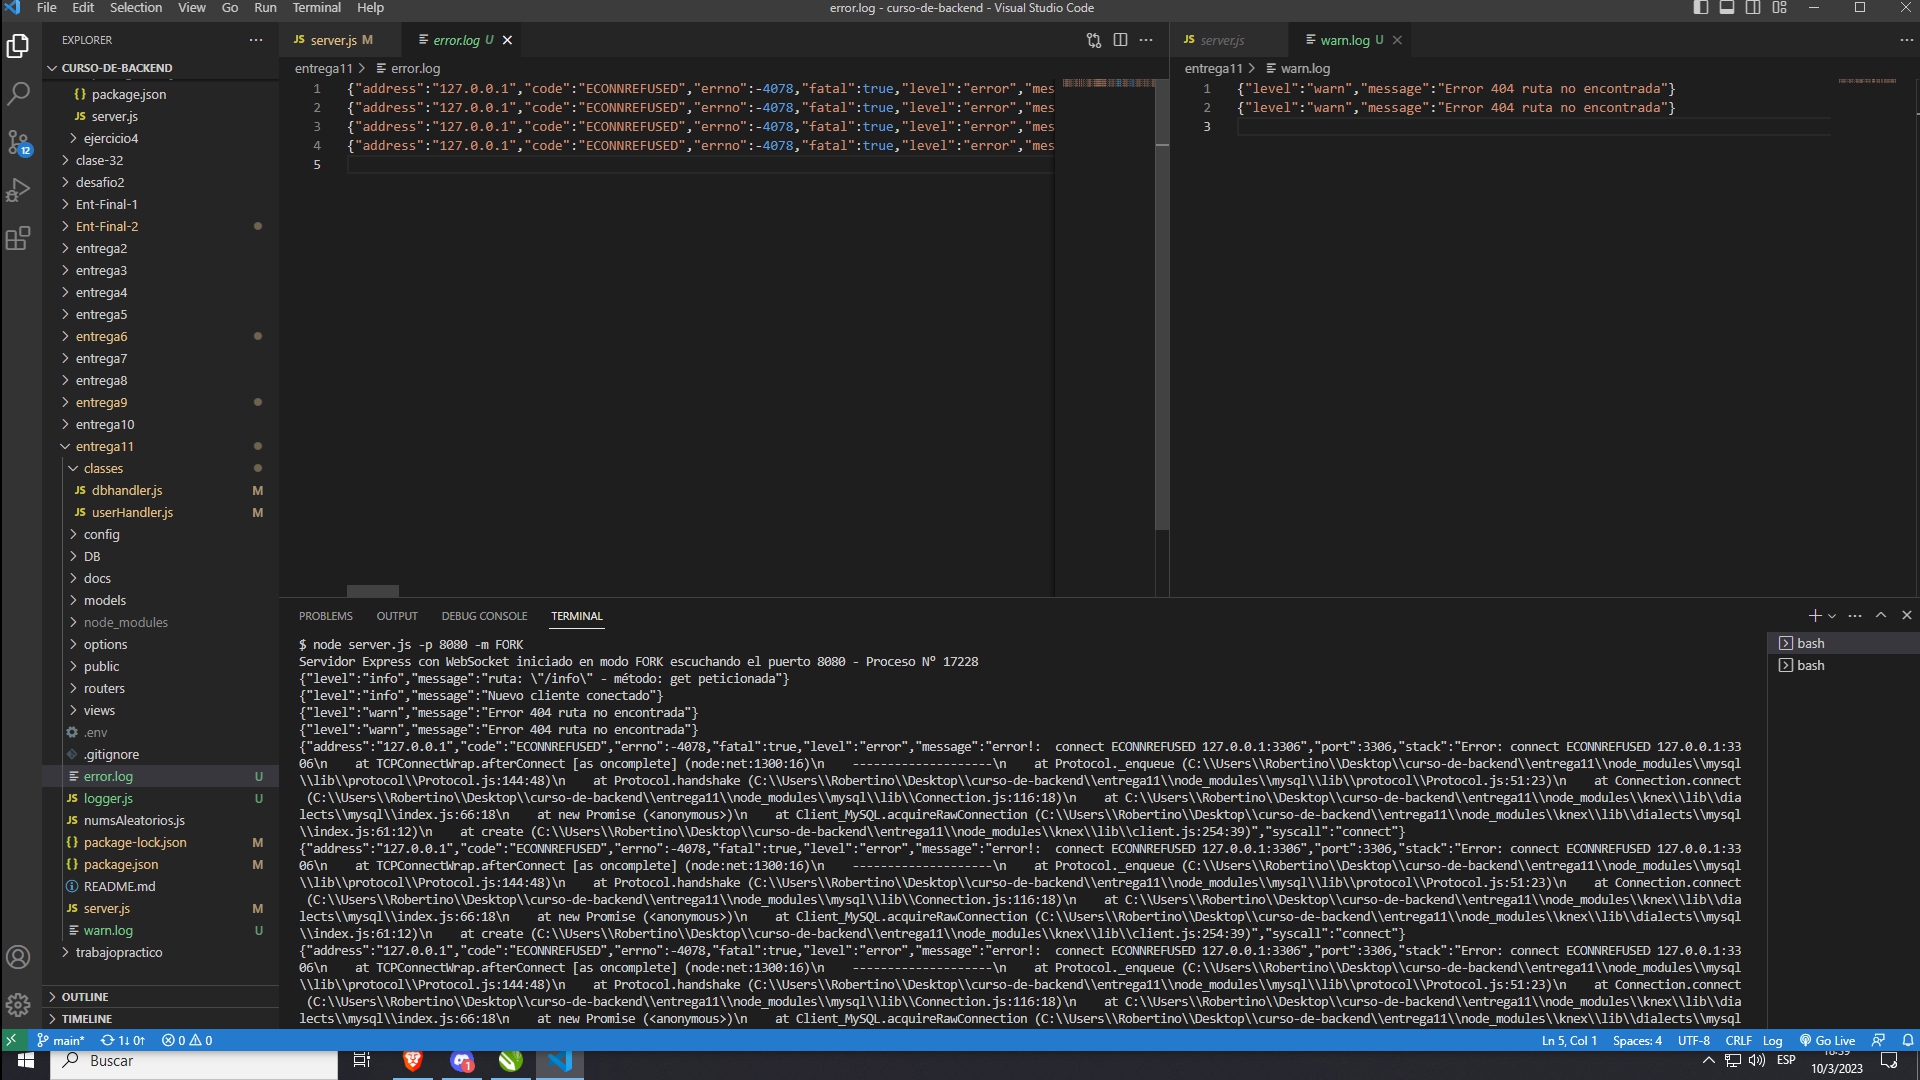 File Edit Selection View Go Run Terminal Help
error.log - curso-de-backend - Visual Studio Code
EXPLORER
CURSO-DE-BACKEND
{} package.json
JS server.js
ejercicio4
clase-32
desafio2
Ent-Final-1
Ent-Final-2
entrega2
entrega3
entrega4
entrega5
entrega6
entrega7
entrega8
entrega9
entrega10
entrega11
classes
JS dbhandler.js M
JS userHandler.js M
config
DB
docs
models
node_modules
options
public
routers
views
.env
.gitignore
error.log U
JS logger.js U
JS numsAleatorios.js
{} package-lock.json M
{} package.json M
README.md
JS server.js M
warn.log U
trabajopractico
OUTLINE
TIMELINE
12
JS server.js M
error.log U
entrega11 > error.log
1 {"address":"127.0.0.1","code":"ECONNREFUSED","errno":-4078,"fatal":true,"level":"error","mes
2 {"address":"127.0.0.1","code":"ECONNREFUSED","errno":-4078,"fatal":true,"level":"error","mes
3 {"address":"127.0.0.1","code":"ECONNREFUSED","errno":-4078,"fatal":true,"level":"error","mes
4 {"address":"127.0.0.1","code":"ECONNREFUSED","errno":-4078,"fatal":true,"level":"error","mes
5
JS server.js
warn.log U
entrega11 > warn.log
1 {"level":"warn","message":"Error 404 ruta no encontrada"}
2 {"level":"warn","message":"Error 404 ruta no encontrada"}
3
PROBLEMS OUTPUT DEBUG CONSOLE TERMINAL
bash
bash
$ node server.js -p 8080 -m FORK
Servidor Express con WebSocket iniciado en modo FORK escuchando el puerto 8080 - Proceso N° 17228
{"level":"info","message":"ruta: \"/info\" - método: get peticionada"}
{"level":"info","message":"Nuevo cliente conectado"}
{"level":"warn","message":"Error 404 ruta no encontrada"}
{"level":"warn","message":"Error 404 ruta no encontrada"}
{"address":"127.0.0.1","code":"ECONNREFUSED","errno":-4078,"fatal":true,"level":"error","message":"error!:  connect ECONNREFUSED 127.0.0.1:3306","port":3306,"stack":"Error: connect ECONNREFUSED 127.0.0.1:33
06\n    at TCPConnectWrap.afterConnect [as oncomplete] (node:net:1300:16)\n    --------------------\n    at Protocol._enqueue (C:\\Users\\Robertino\\Desktop\\curso-de-backend\\entrega11\\node_modules\\mysql
\\lib\\protocol\\Protocol.js:144:48)\n    at Protocol.handshake (C:\\Users\\Robertino\\Desktop\\curso-de-backend\\entrega11\\node_modules\\mysql\\lib\\protocol\\Protocol.js:51:23)\n    at Connection.connect
(C:\\Users\\Robertino\\Desktop\\curso-de-backend\\entrega11\\node_modules\\mysql\\lib\\Connection.js:116:18)\n    at C:\\Users\\Robertino\\Desktop\\curso-de-backend\\entrega11\\node_modules\\knex\\lib\\dia
lects\\mysql\\index.js:66:18\n    at new Promise (<anonymous>)\n    at Client_MySQL.acquireRawConnection (C:\\Users\\Robertino\\Desktop\\curso-de-backend\\entrega11\\node_modules\\knex\\lib\\dialects\\mysql
\\index.js:61:12)\n    at create (C:\\Users\\Robertino\\Desktop\\curso-de-backend\\entrega11\\node_modules\\knex\\lib\\client.js:254:39)","syscall":"connect"}
{"address":"127.0.0.1","code":"ECONNREFUSED","errno":-4078,"fatal":true,"level":"error","message":"error!:  connect ECONNREFUSED 127.0.0.1:3306","port":3306,"stack":"Error: connect ECONNREFUSED 127.0.0.1:33
06\n    at TCPConnectWrap.afterConnect [as oncomplete] (node:net:1300:16)\n    --------------------\n    at Protocol._enqueue (C:\\Users\\Robertino\\Desktop\\curso-de-backend\\entrega11\\node_modules\\mysql
\\lib\\protocol\\Protocol.js:144:48)\n    at Protocol.handshake (C:\\Users\\Robertino\\Desktop\\curso-de-backend\\entrega11\\node_modules\\mysql\\lib\\protocol\\Protocol.js:51:23)\n    at Connection.connect
(C:\\Users\\Robertino\\Desktop\\curso-de-backend\\entrega11\\node_modules\\mysql\\lib\\Connection.js:116:18)\n    at C:\\Users\\Robertino\\Desktop\\curso-de-backend\\entrega11\\node_modules\\knex\\lib\\dia
lects\\mysql\\index.js:66:18\n    at new Promise (<anonymous>)\n    at Client_MySQL.acquireRawConnection (C:\\Users\\Robertino\\Desktop\\curso-de-backend\\entrega11\\node_modules\\knex\\lib\\dialects\\mysql
\\index.js:61:12)\n    at create (C:\\Users\\Robertino\\Desktop\\curso-de-backend\\entrega11\\node_modules\\knex\\lib\\client.js:254:39)","syscall":"connect"}
{"address":"127.0.0.1","code":"ECONNREFUSED","errno":-4078,"fatal":true,"level":"error","message":"error!:  connect ECONNREFUSED 127.0.0.1:3306","port":3306,"stack":"Error: connect ECONNREFUSED 127.0.0.1:33
06\n    at TCPConnectWrap.afterConnect [as oncomplete] (node:net:1300:16)\n    --------------------\n    at Protocol._enqueue (C:\\Users\\Robertino\\Desktop\\curso-de-backend\\entrega11\\node_modules\\mysql
\\lib\\protocol\\Protocol.js:144:48)\n    at Protocol.handshake (C:\\Users\\Robertino\\Desktop\\curso-de-backend\\entrega11\\node_modules\\mysql\\lib\\protocol\\Protocol.js:51:23)\n    at Connection.connect
(C:\\Users\\Robertino\\Desktop\\curso-de-backend\\entrega11\\node_modules\\mysql\\lib\\Connection.js:116:18)\n    at C:\\Users\\Robertino\\Desktop\\curso-de-backend\\entrega11\\node_modules\\knex\\lib\\dia
lects\\mysql\\index.js:66:18\n    at new Promise (<anonymous>)\n    at Client_MySQL.acquireRawConnection (C:\\Users\\Robertino\\Desktop\\curso-de-backend\\entrega11\\node_modules\\knex\\lib\\dialects\\mysql
main* 1↓ 0↑ 0 0
Ln 5, Col 1 Spaces: 4 UTF-8 CRLF Log Go Live
Buscar
1
ESP
10/3/2023